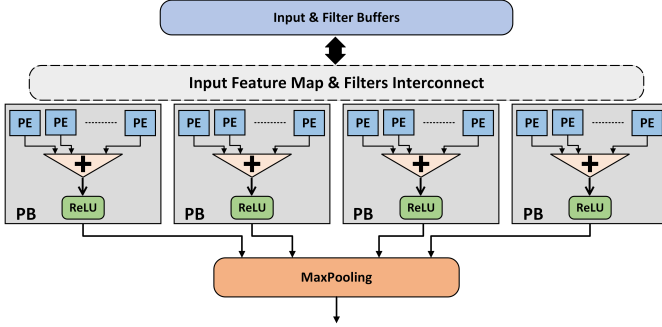 Input & Filter Buffers
Input Feature Map & Filters Interconnect
PE PE PE PE PE PE PE PE PE PE PE PE
+ + + +
ReLU ReLU ReLU ReLU
PB PB PB PB
MaxPooling